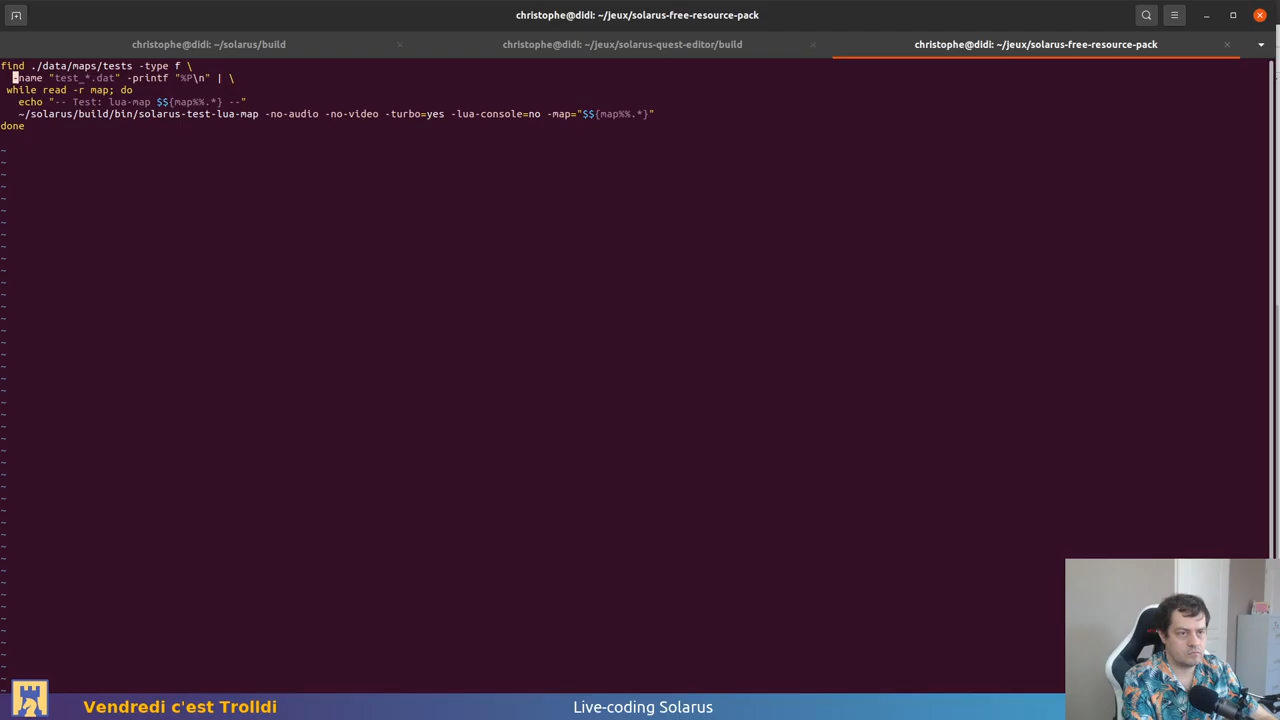 christophe@didi: ~/jeux/solarus-free-resource-pack
christophe@didi: ~/solarus/build
christophe@didi: ~/jeux/solarus-quest-editor/build
christophe@didi: ~/jeux/solarus-free-resource-pack
find ./data/maps/tests -type f \
-name "test_*.dat" -printf "%P\n" | \
while read -r map; do
echo "-- Test: lua-map $${map%%.*} --"
~/solarus/build/bin/solarus-test-lua-map -no-audio -no-video -turbo=yes -lua-console=no -map="$${map%%.*}"
done
Vendredi c'est Trolldi
Live-coding Solarus